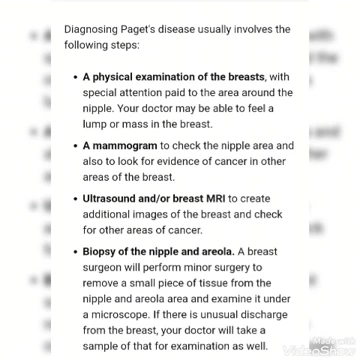 Diagnosing Paget's disease usually involves the
following steps:
• A physical examination of the breasts, with
special attention paid to the area around the
nipple. Your doctor may be able to feel a
lump or mass in the breast.
• A mammogram to check the nipple area and
also to look for evidence of cancer in other
areas of the breast.
• Ultrasound and/or breast MRI to create
additional images of the breast and check
for other areas of cancer.
• Biopsy of the nipple and areola. A breast
surgeon will perform minor surgery to
remove a small piece of tissue from the
nipple and areola area and examine it under
a microscope. If there is unusual discharge
from the breast, your doctor will take a
sample of that for examination as well.
Made with
VideoShow